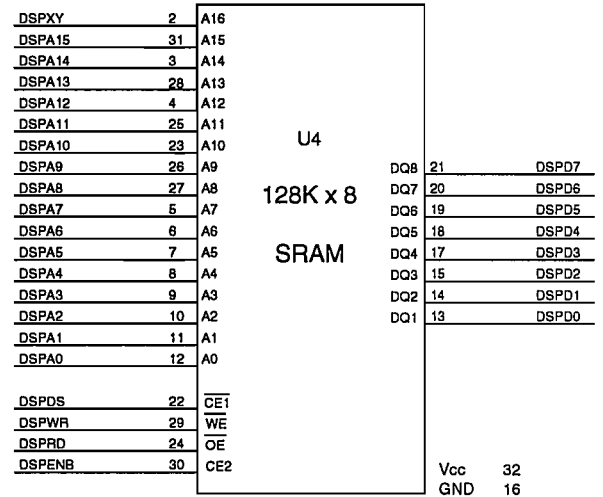 DSPXY 2 A16
DSPA15 31 A15
DSPA14 3 A14
DSPA13 28 A13
DSPA12 4 A12
DSPA11 25 A11
DSPA10 23 A10
DSPA9 26 A9
DSPA8 27 A8
DSPA7 5 A7
DSPA6 6 A6
DSPA5 7 A5
DSPA4 8 A4
DSPA3 9 A3
DSPA2 10 A2
DSPA1 11 A1
DSPA0 12 A0
DSPDS 22 CE1
DSPWR 29 WE
DSPRD 24 OE
DSPENB 30 CE2
U4
128K x 8
SRAM
DQ8 21 DSPD7
DQ7 20 DSPD6
DQ6 19 DSPD5
DQ5 18 DSPD4
DQ4 17 DSPD3
DQ3 15 DSPD2
DQ2 14 DSPD1
DQ1 13 DSPD0
Vcc 32
GND 16